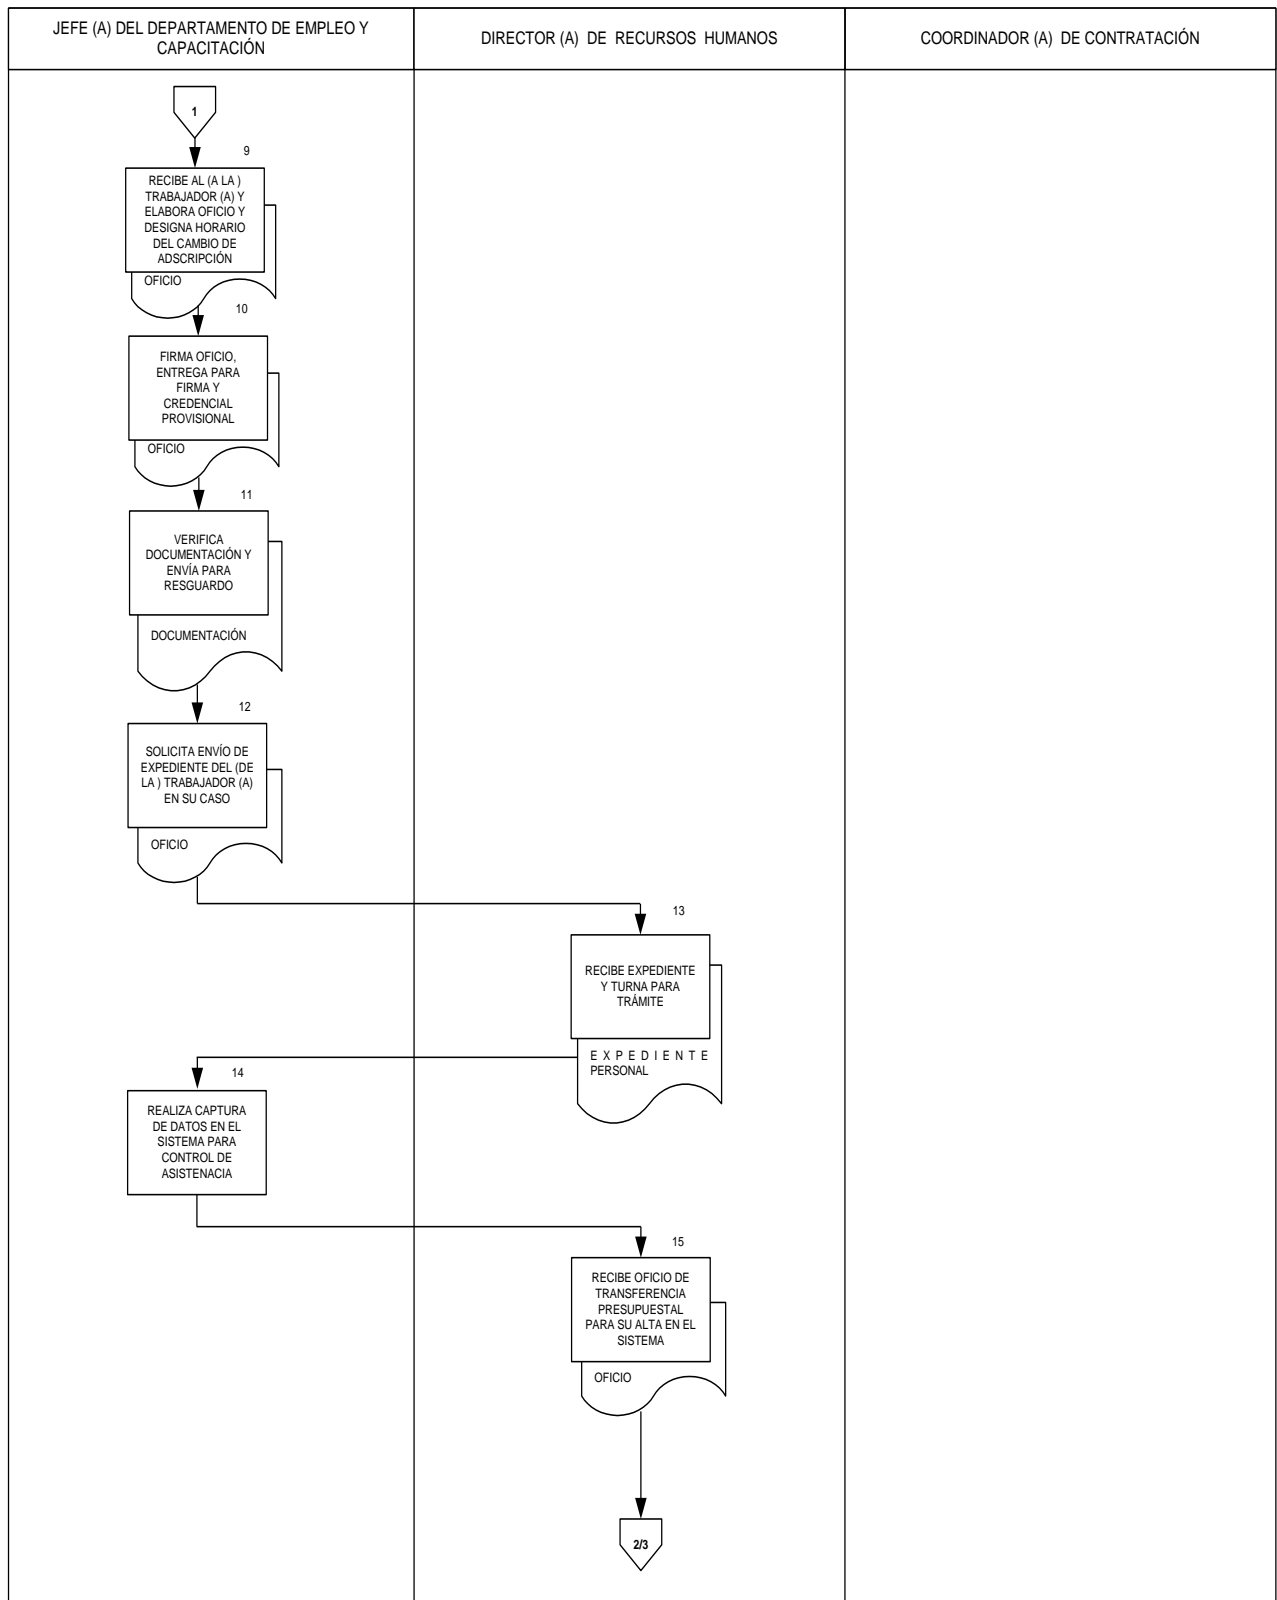 JEFE (A) DEL DEPARTAMENTO DE EMPLEO Y
CAPACITACIÓN
DIRECTOR (A) DE RECURSOS HUMANOS
COORDINADOR (A) DE CONTRATACIÓN
1
9
RECIBE AL (A LA )
TRABAJADOR (A) Y
ELABORA OFICIO Y
DESIGNA HORARIO
DEL CAMBIO DE
ADSCRIPCIÓN
OFICIO
10
FIRMA OFICIO,
ENTREGA PARA
FIRMA Y
CREDENCIAL
PROVISIONAL
OFICIO
11
VERIFICA
DOCUMENTACIÓN Y
ENVÍA PARA
RESGUARDO
DOCUMENTACIÓN
12
SOLICITA ENVÍO DE
EXPEDIENTE DEL (DE
LA ) TRABAJADOR (A)
EN SU CASO
OFICIO
13
RECIBE EXPEDIENTE
Y TURNA PARA
TRÁMITE
EXPEDIENTE
PERSONAL
14
REALIZA CAPTURA
DE DATOS EN EL
SISTEMA PARA
CONTROL DE
ASISTENACIA
15
RECIBE OFICIO DE
TRANSFERENCIA
PRESUPUESTAL
PARA SU ALTA EN EL
SISTEMA
OFICIO
2/3